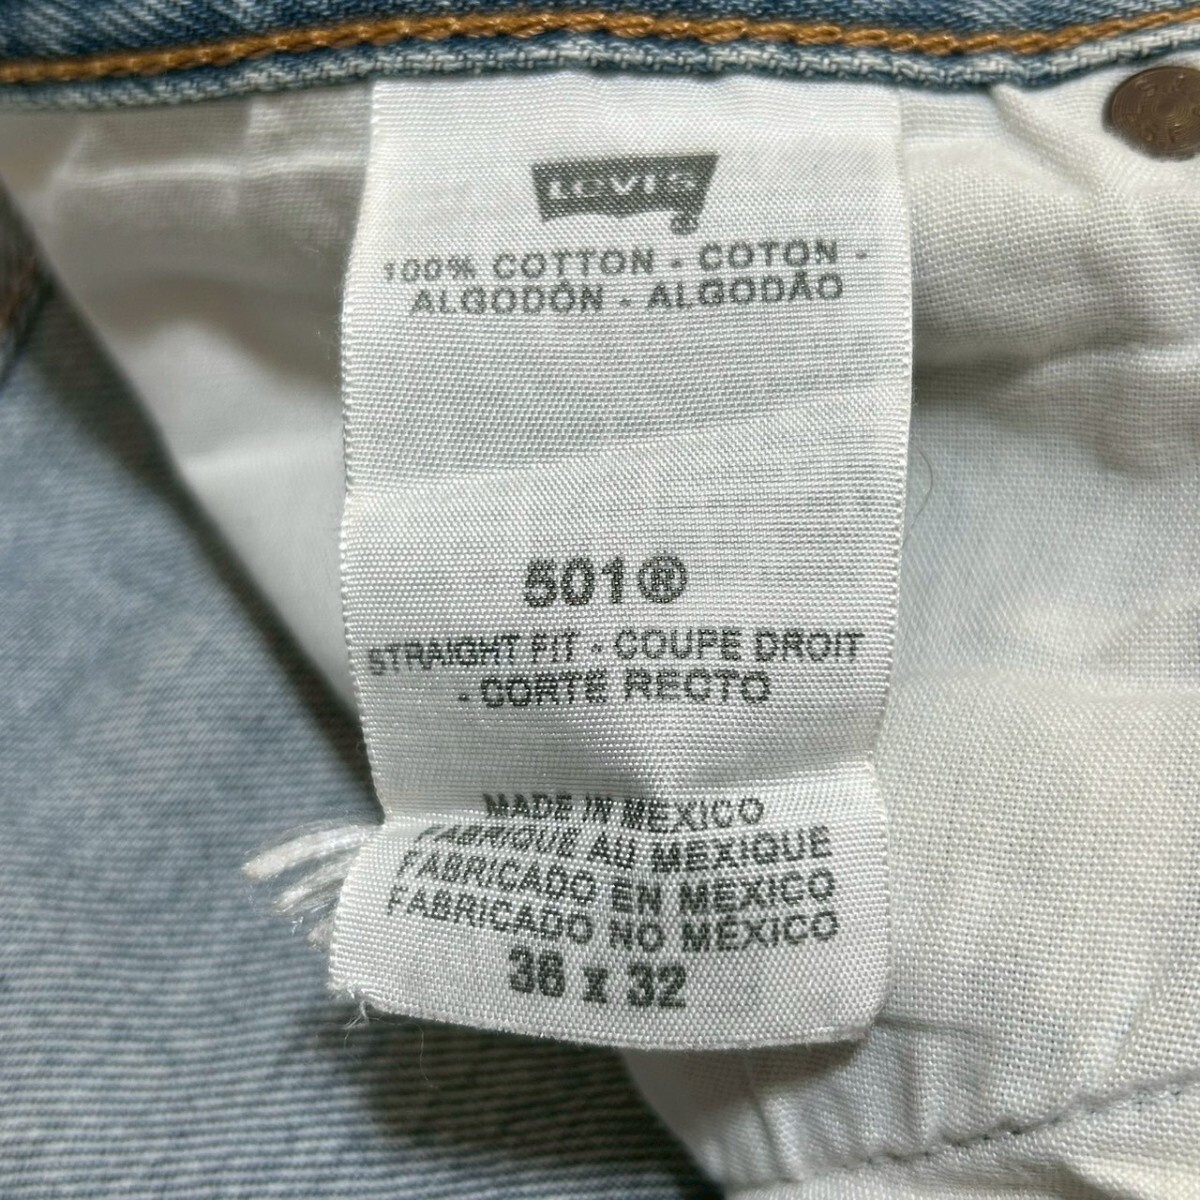 LEVI'S
®
100% COTTON - COTON -
ALGODÓN - ALGODÃO
501®
STRAIGHT FIT - COUPE DROIT
- CORTE RECTO
MADE IN MEXICO
FABRIQUE AU MEXIQUE
FABRICADO EN MÉXICO
FABRICADO NO MÉXICO
36 x 32